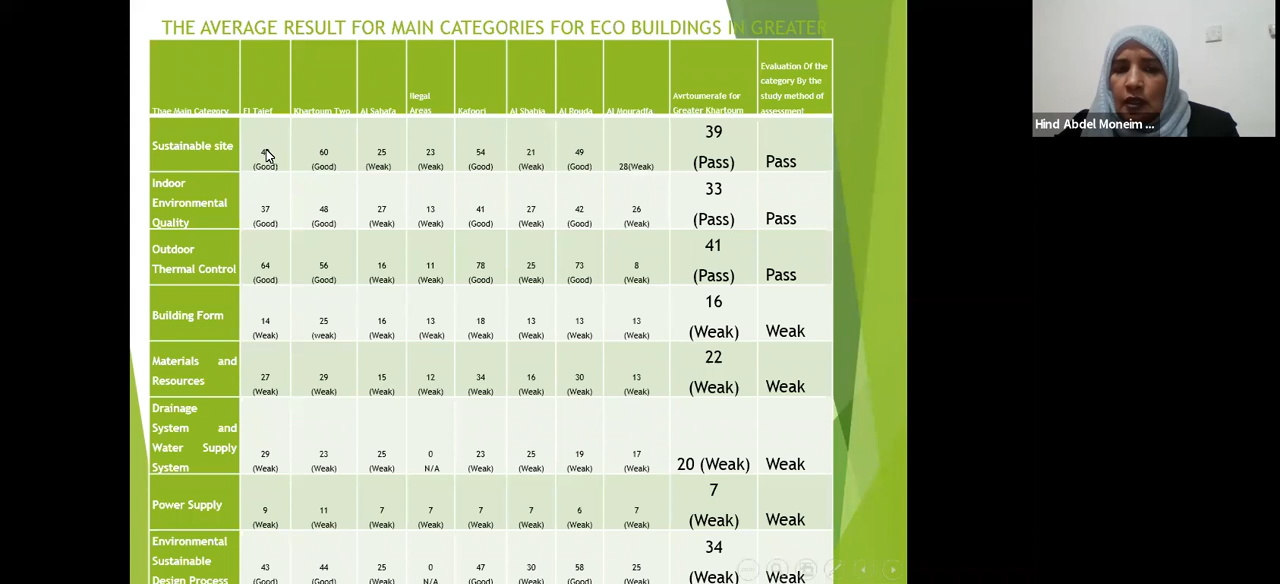 THE AVERAGE RESULT FOR MAIN CATEGORIES FOR ECO BUILDINGS IN GREATER
Thae Main Category El Taief Khartoum Two Al Sahafa Ilegal Areas Kafoori Al Shabia Al Rouda Al Mouradfa Avrtoumerafe for Greater Khartoum Evaluation Of the category By the study method of assessment
Sustainable site (Good) 60 (Good) 25 (Weak) 23 (Weak) 54 (Good) 21 (Weak) 49 (Good) 28(Weak) 39 (Pass) Pass
Indoor Environmental Quality 37 (Good) 48 (Good) 27 (Weak) 13 (Weak) 41 (Good) 27 (Weak) 42 (Good) 26 (Weak) 33 (Pass) Pass
Outdoor Thermal Control 64 (Good) 56 (Good) 16 (Weak) 11 (Weak) 78 (Good) 25 (Weak) 73 (Good) 8 (Weak) 41 (Pass) Pass
Building Form 14 (Weak) 25 (weak) 16 (Weak) 13 (Weak) 18 (Weak) 13 (Weak) 13 (Weak) 13 (Weak) 16 (Weak) Weak
Materials and Resources 27 (Weak) 29 (Weak) 15 (Weak) 12 (Weak) 34 (Weak) 16 (Weak) 30 (Weak) 13 (Weak) 22 (Weak) Weak
Drainage System and Water Supply System 29 (Weak) 23 (Weak) 25 (Weak) 0 N/A 23 (Weak) 25 (Weak) 19 (Weak) 17 (Weak) 20 (Weak) Weak
Power Supply 9 (Weak) 11 (Weak) 7 (Weak) 7 (Weak) 7 (Weak) 7 (Weak) 6 (Weak) 7 (Weak) 7 (Weak) Weak
Environmental Sustainable Design Process 43 (Good) 44 (Good) 25 (Weak) 0 N/A 47 (Good) 30 (Weak) 58 (Good) 25 (Weak) 34 (Weak) Weak
Hind Abdel Moneim ...